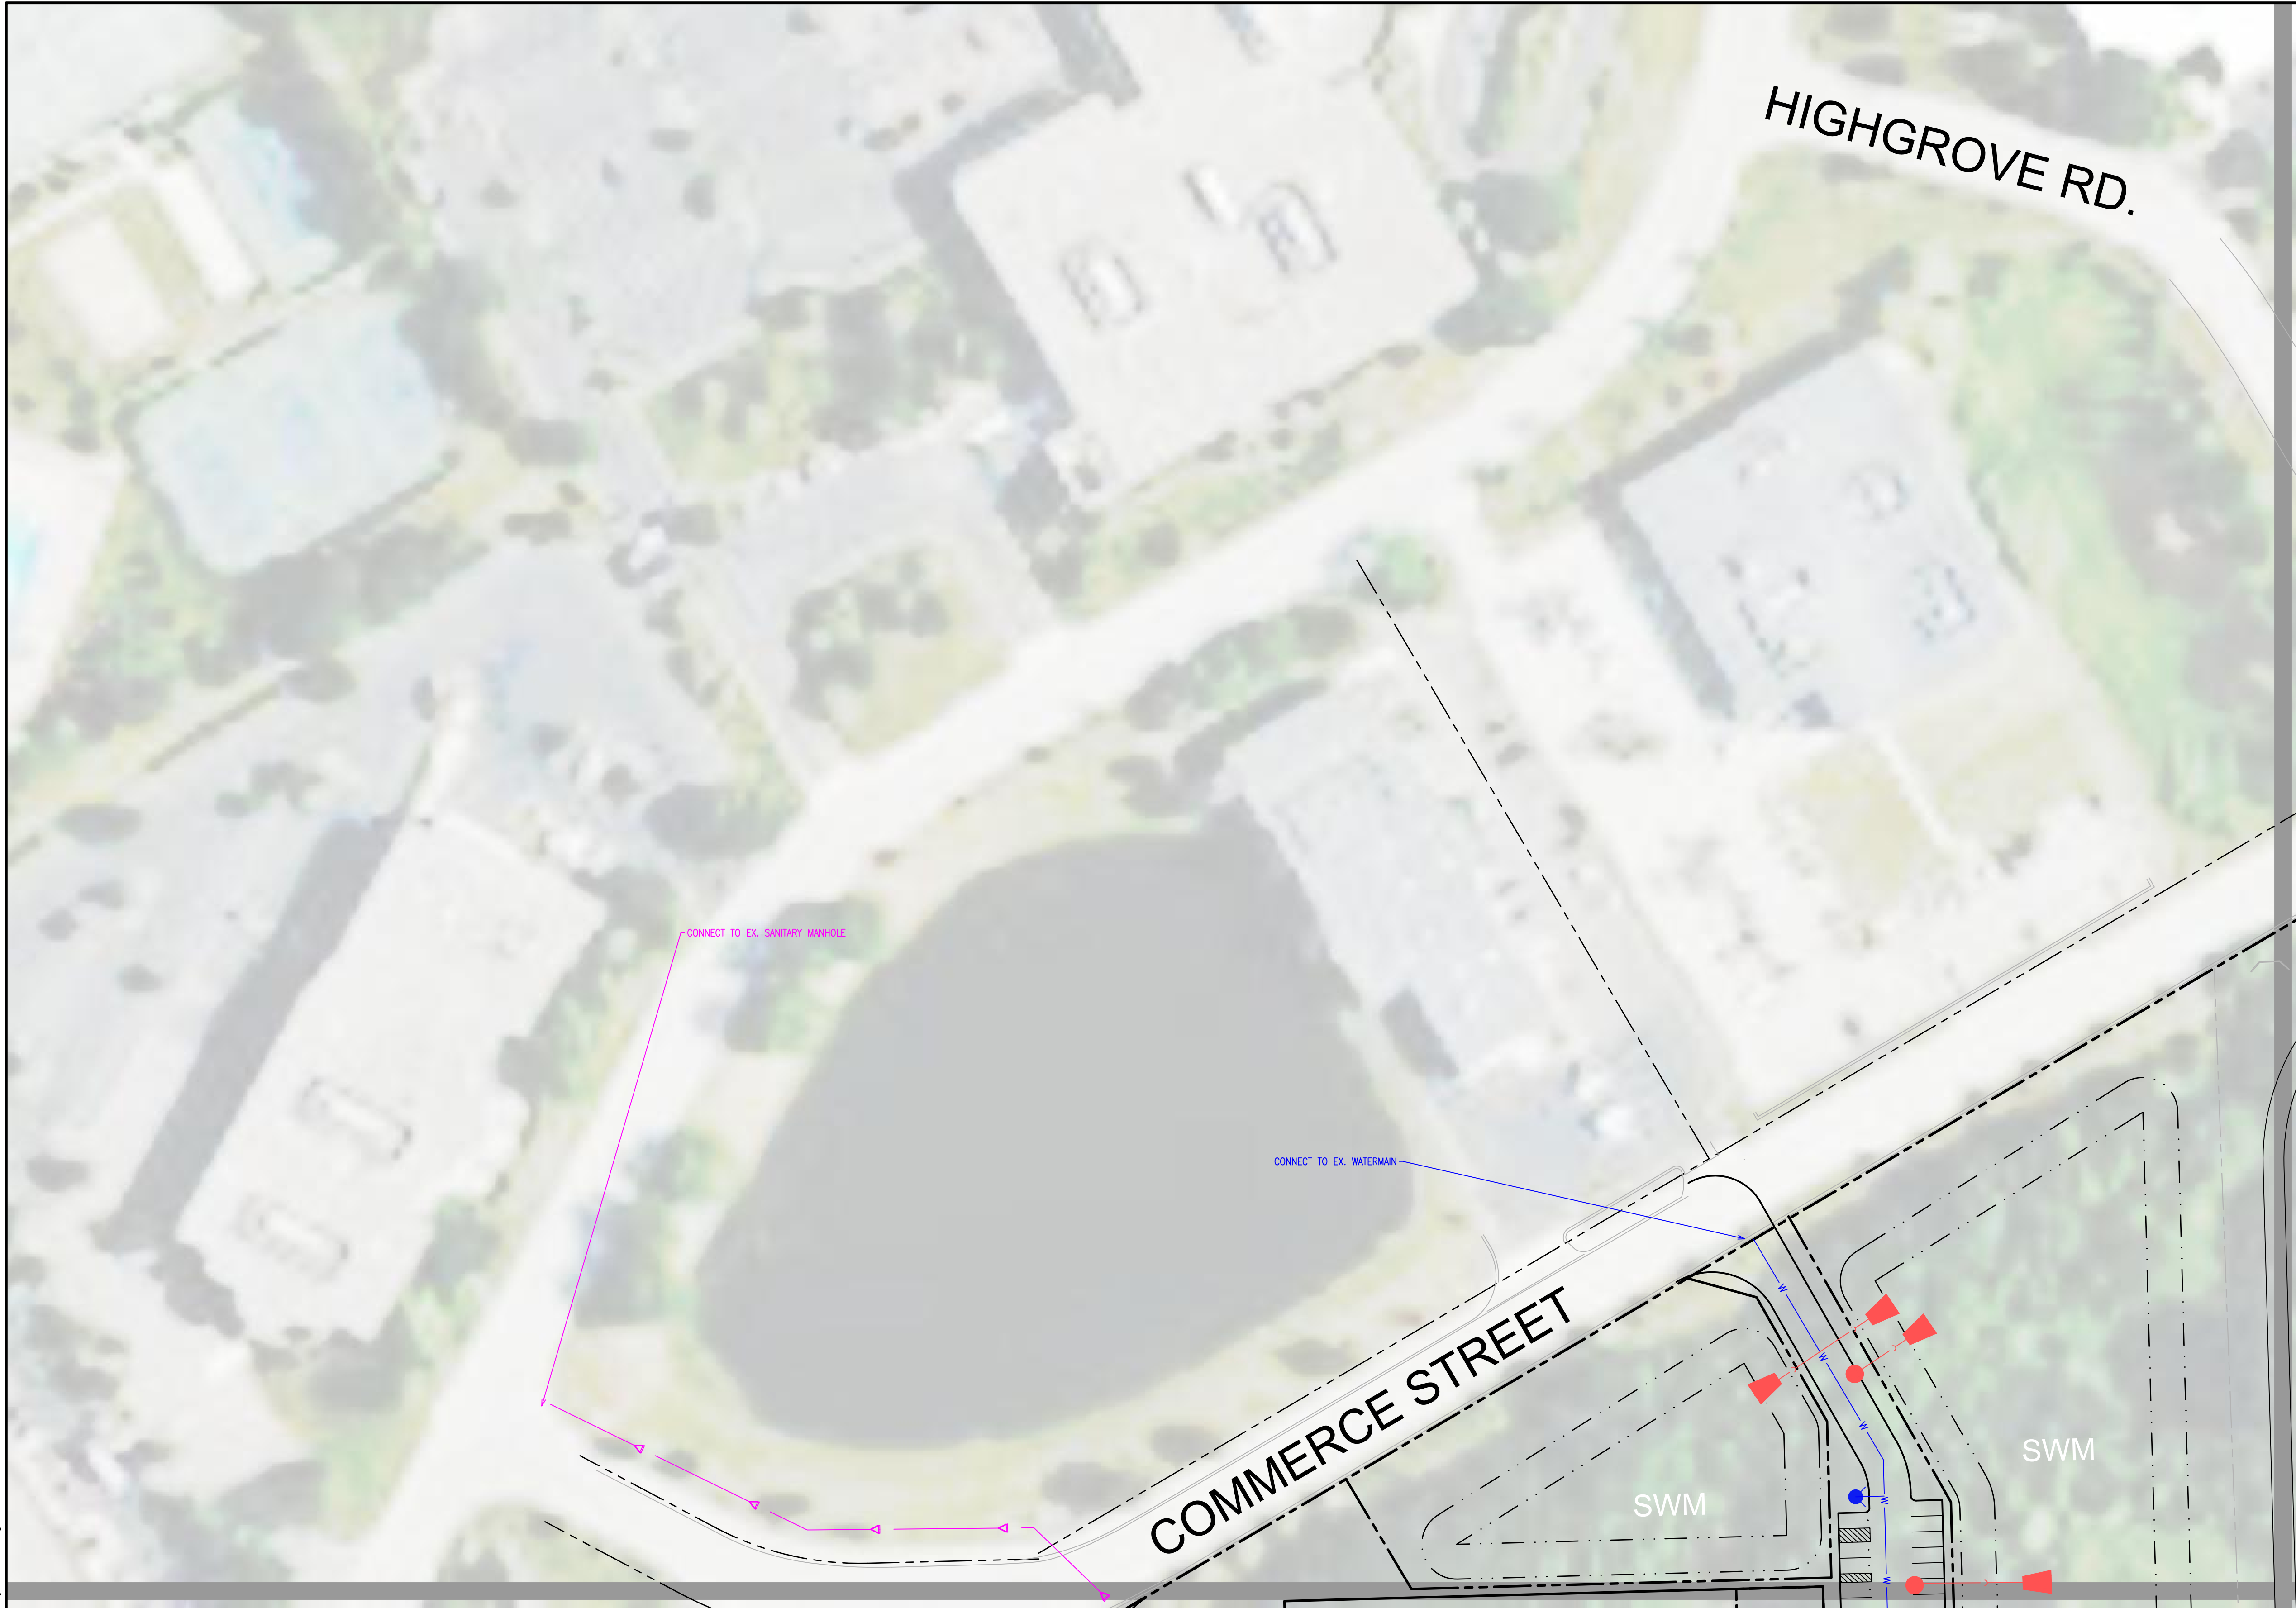 HIGHGROVE RD.
CONNECT TO EX. SANITARY MANHOLE
CONNECT TO EX. WATERMAIN
COMMERCE STREET
W
W
W
W
W
SWM
SWM